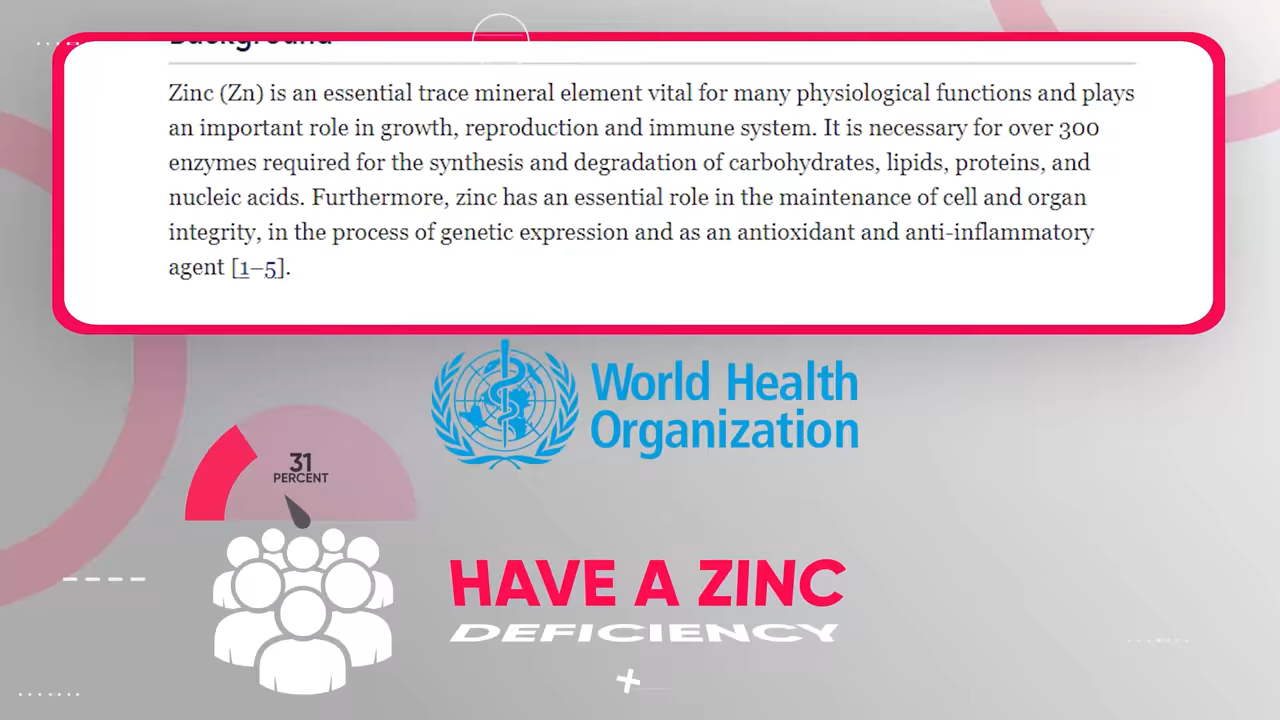 Background
Zinc (Zn) is an essential trace mineral element vital for many physiological functions and plays
an important role in growth, reproduction and immune system. It is necessary for over 300
enzymes required for the synthesis and degradation of carbohydrates, lipids, proteins, and
nucleic acids. Furthermore, zinc has an essential role in the maintenance of cell and organ
integrity, in the process of genetic expression and as an antioxidant and anti-inflammatory
agent [1–5].
World Health
Organization
31
PERCENT
HAVE A ZINC
DEFICIENCY